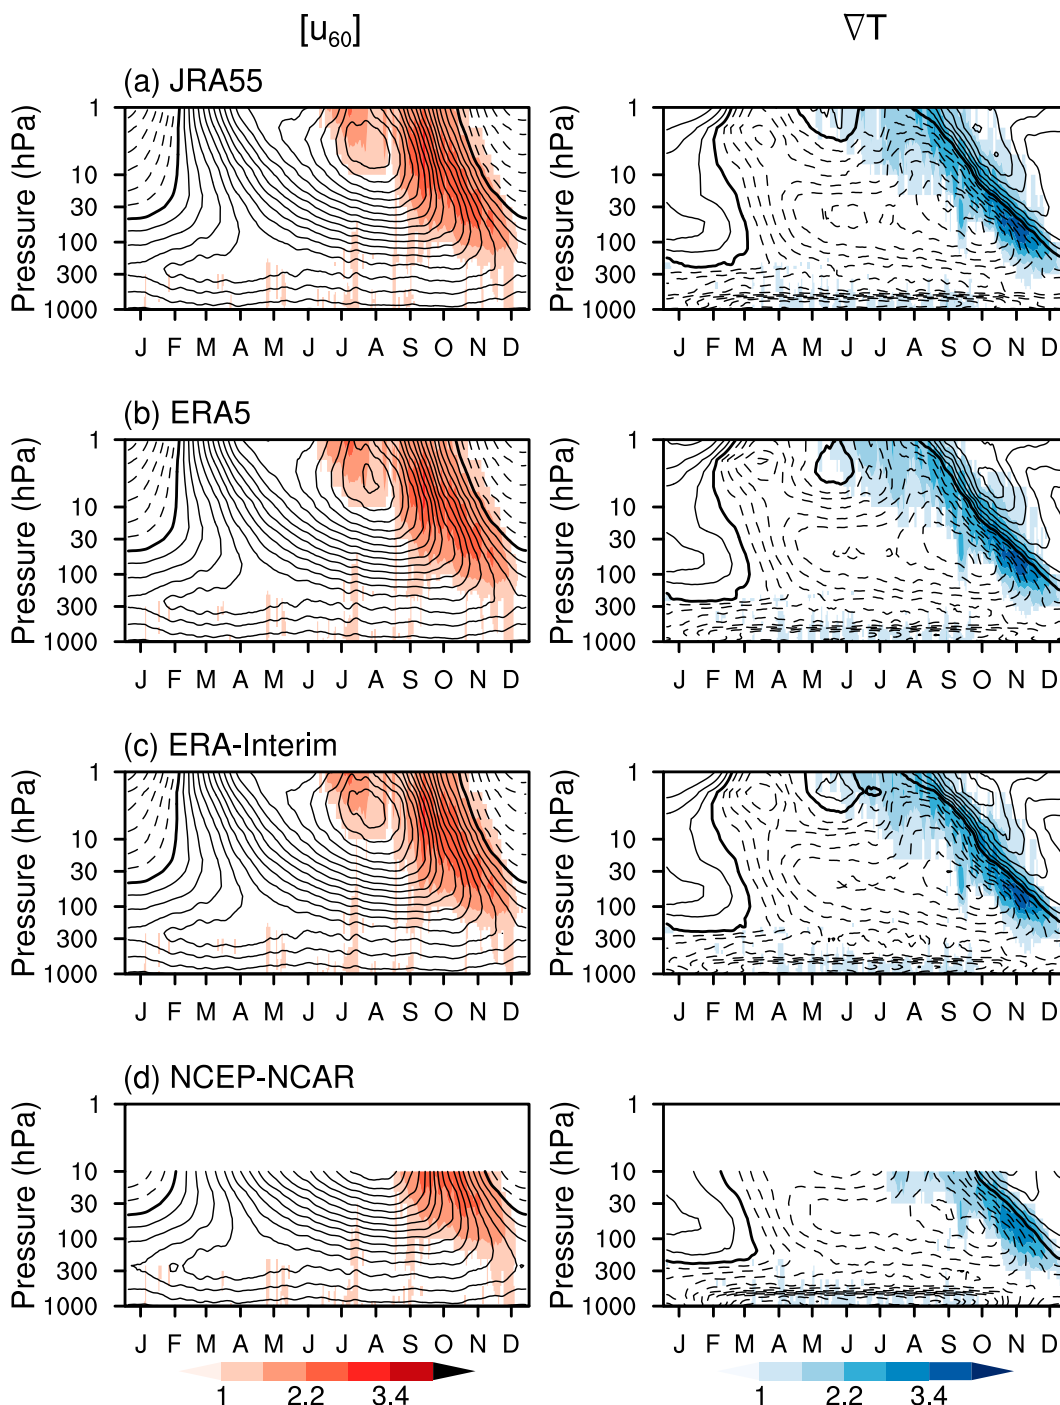 [u60] ∇T
(a) JRA55
Pressure (hPa) 1 10 30 100 300 1000
J F M A M J J A S O N D
Pressure (hPa) 1 10 30 100 300 1000
J F M A M J J A S O N D
(b) ERA5
Pressure (hPa) 1 10 30 100 300 1000
J F M A M J J A S O N D
Pressure (hPa) 1 10 30 100 300 1000
J F M A M J J A S O N D
(c) ERA-Interim
Pressure (hPa) 1 10 30 100 300 1000
J F M A M J J A S O N D
Pressure (hPa) 1 10 30 100 300 1000
J F M A M J J A S O N D
(d) NCEP-NCAR
Pressure (hPa) 1 10 30 100 300 1000
J F M A M J J A S O N D
Pressure (hPa) 1 10 30 100 300 1000
J F M A M J J A S O N D
1 2.2 3.4
1 2.2 3.4